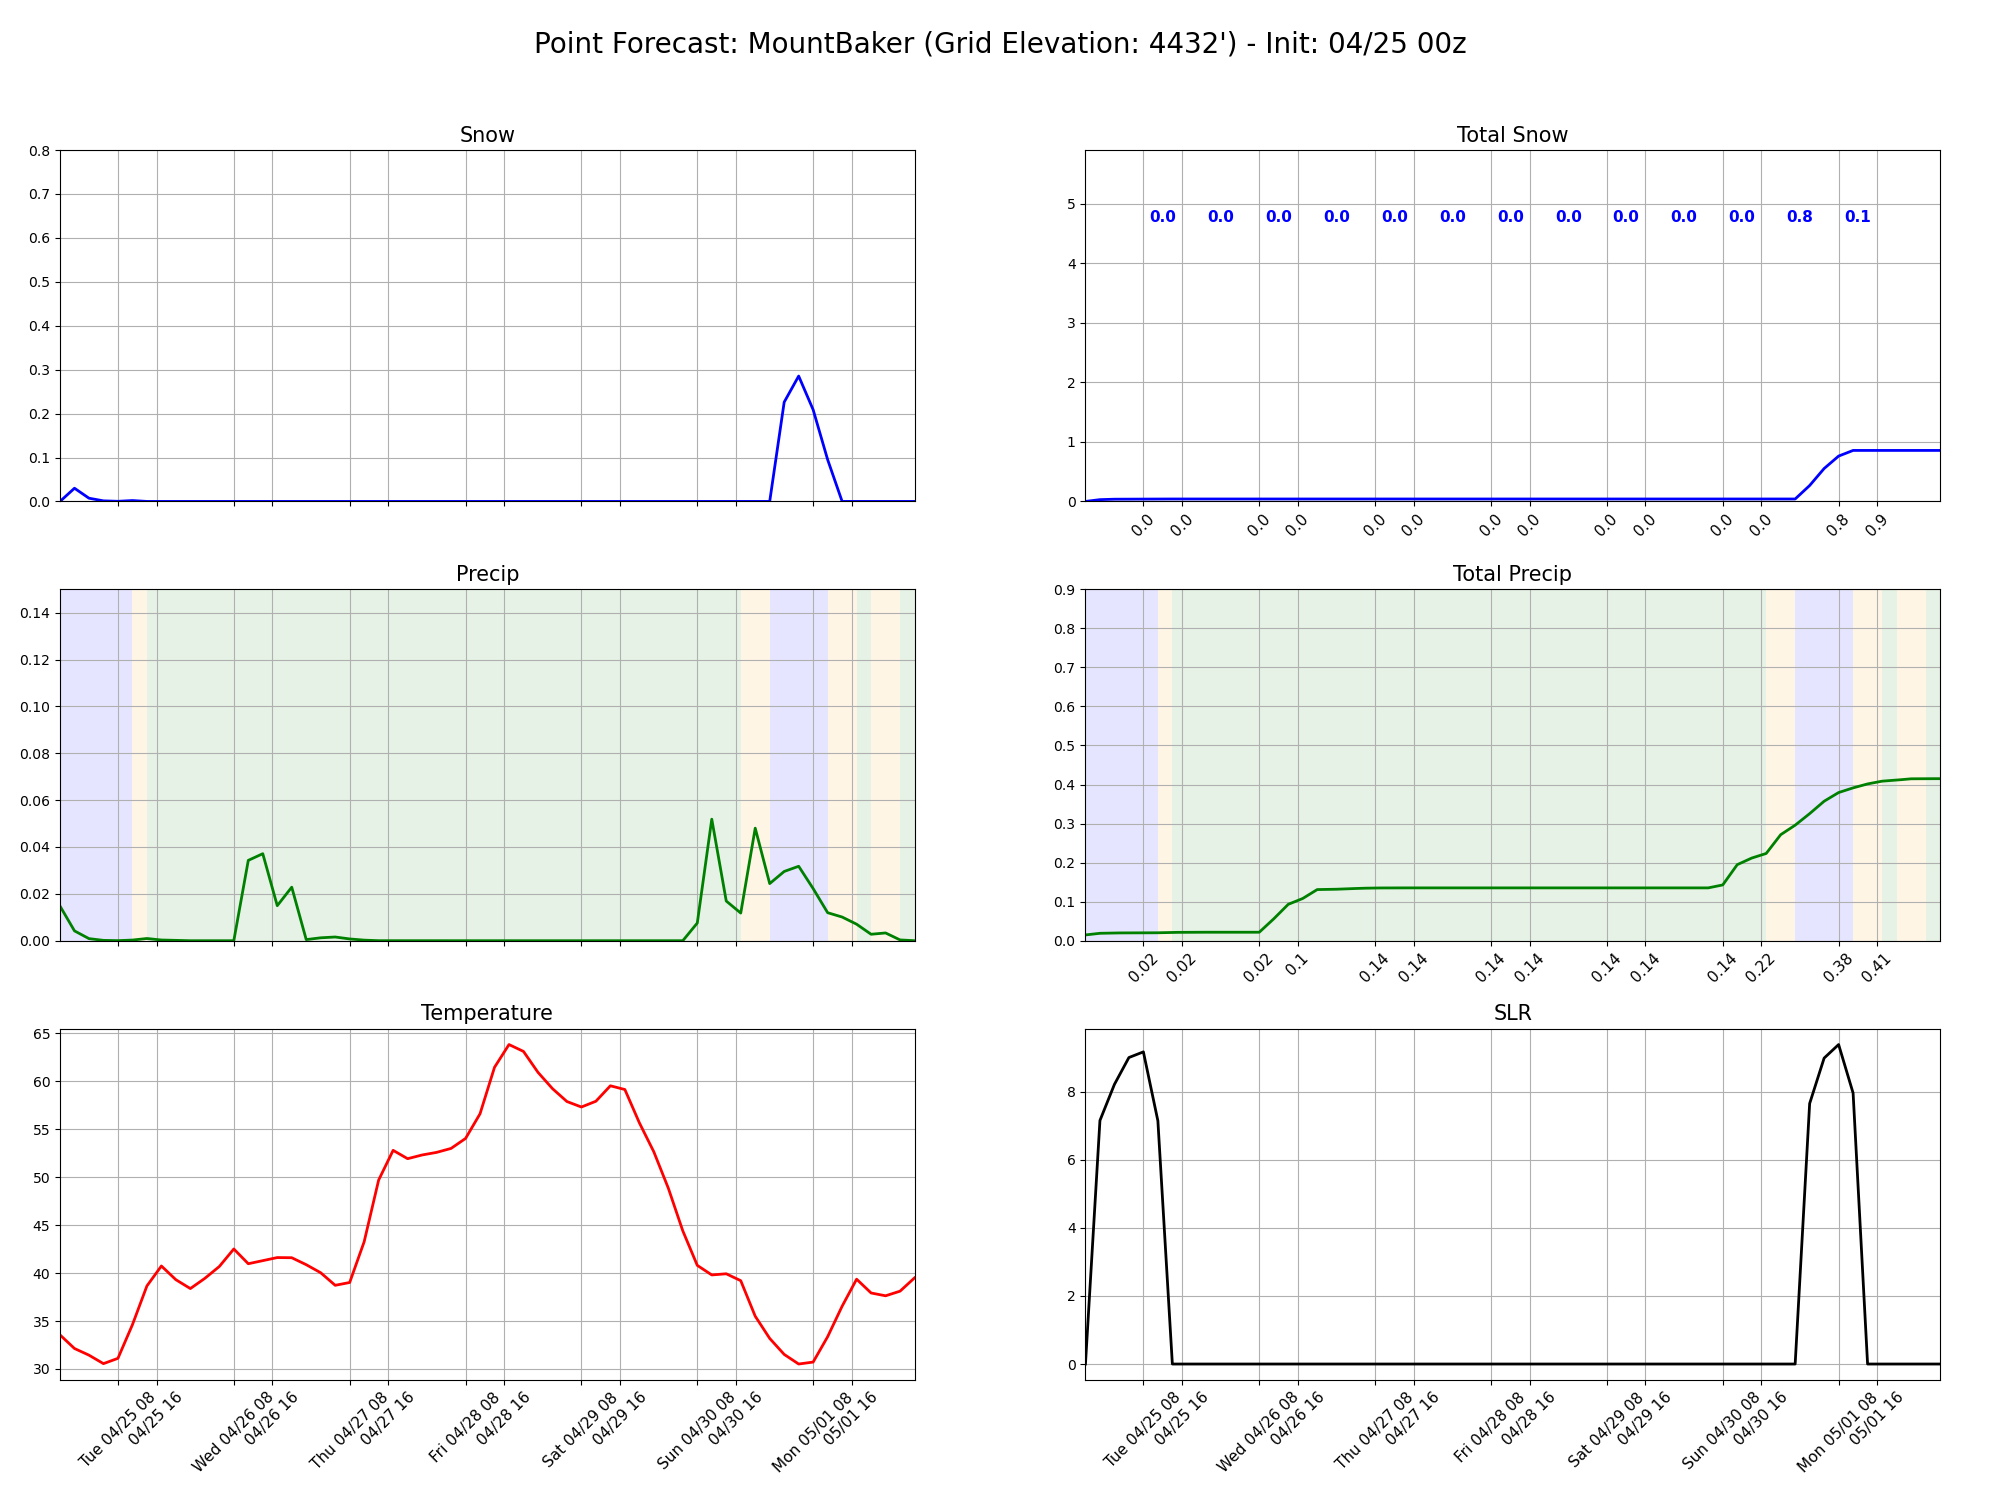 Point Forecast: MountBaker (Grid Elevation: 4432') - Init: 04/25 00z
Snow
0.8
0.7
0.6
0.5
0.4
0.3
0.2
0.1
0.0
Total Snow
5
4
3
2
1
0
0.0 0.0 0.0 0.0 0.0 0.0 0.0 0.0 0.0 0.0 0.0 0.8 0.1
0.0 0.0 0.0 0.0 0.0 0.0 0.0 0.0 0.0 0.0 0.0 0.0 0.8 0.9
Precip
0.14
0.12
0.10
0.08
0.06
0.04
0.02
0.00
Total Precip
0.9
0.8
0.7
0.6
0.5
0.4
0.3
0.2
0.1
0.0
0.02 0.02 0.02 0.1 0.14 0.14 0.14 0.14 0.14 0.14 0.14 0.22 0.38 0.41
Temperature
65
60
55
50
45
40
35
30
Tue 04/25 08
04/25 16
Wed 04/26 08
04/26 16
Thu 04/27 08
04/27 16
Fri 04/28 08
04/28 16
Sat 04/29 08
04/29 16
Sun 04/30 08
04/30 16
Mon 05/01 08
05/01 16
SLR
8
6
4
2
0
Tue 04/25 08
04/25 16
Wed 04/26 08
04/26 16
Thu 04/27 08
04/27 16
Fri 04/28 08
04/28 16
Sat 04/29 08
04/29 16
Sun 04/30 08
04/30 16
Mon 05/01 08
05/01 16